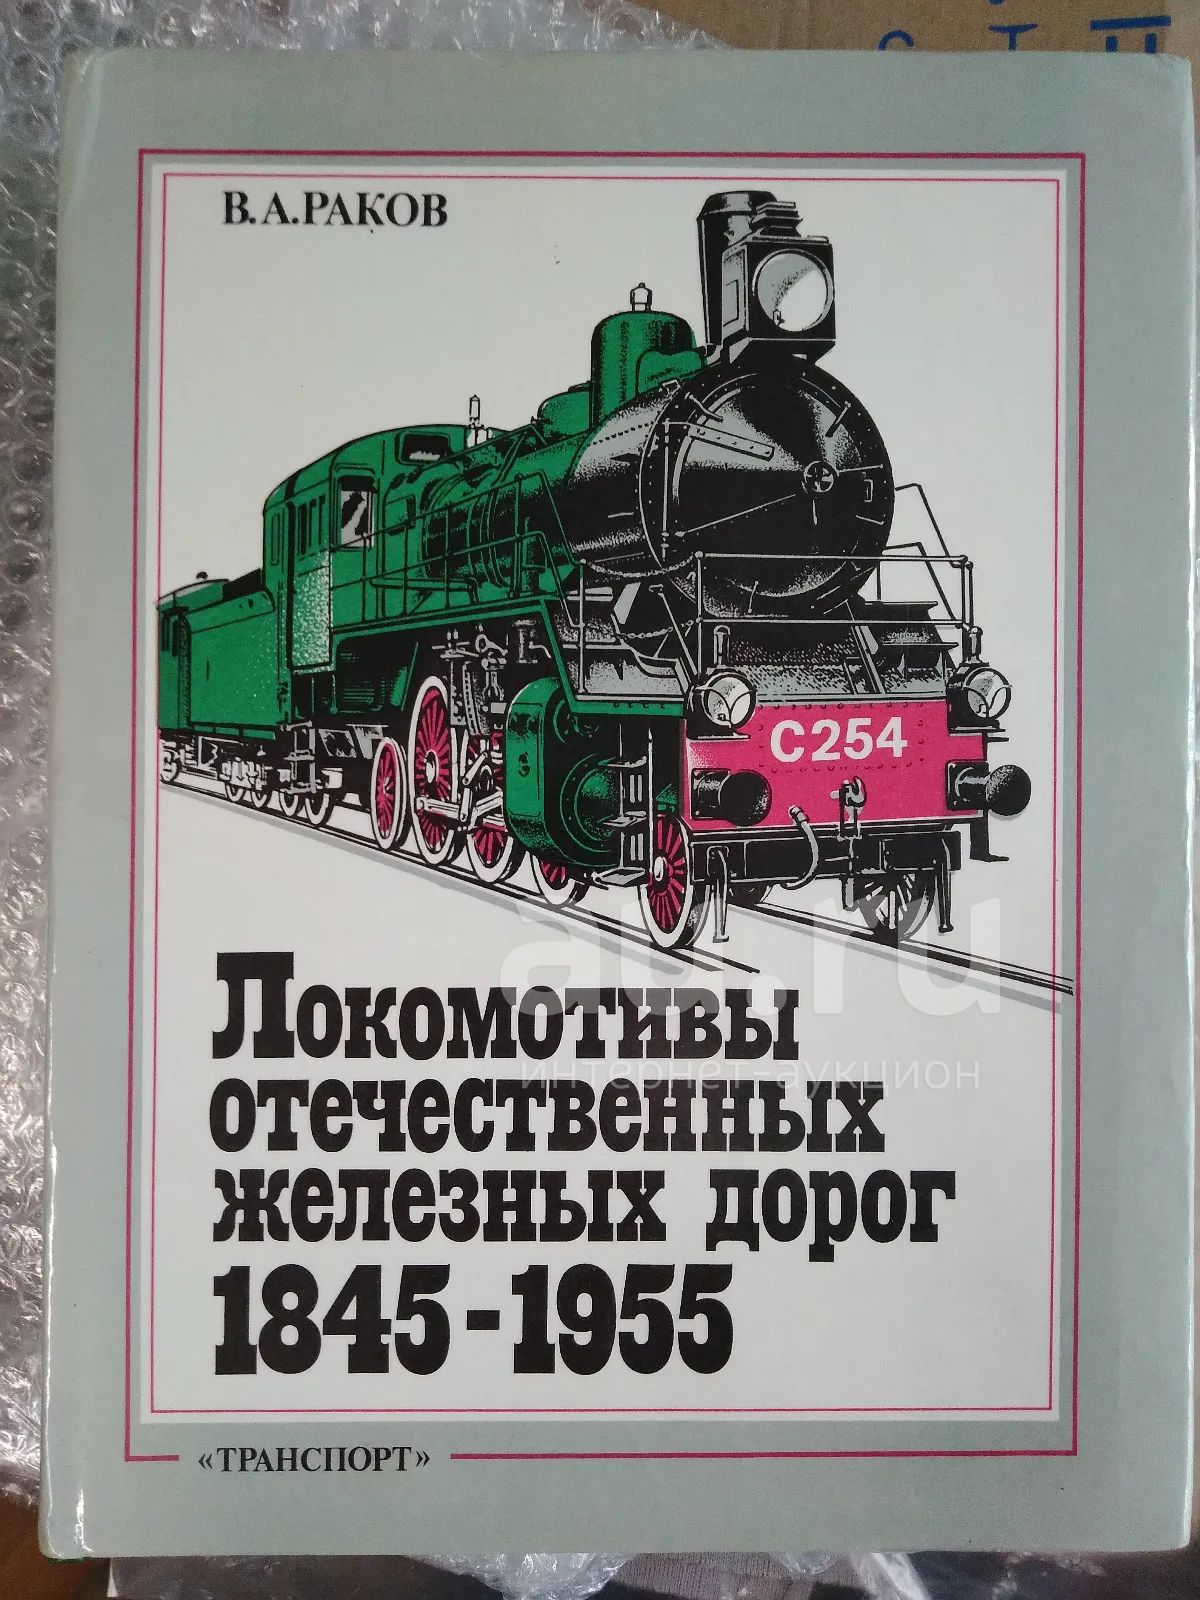 В.А.РАКОВ
С254
Локомотивы
отечественных
железных дорог
1845-1955
«ТРАНСПОРТ»
au.ru
интернет-аукцион